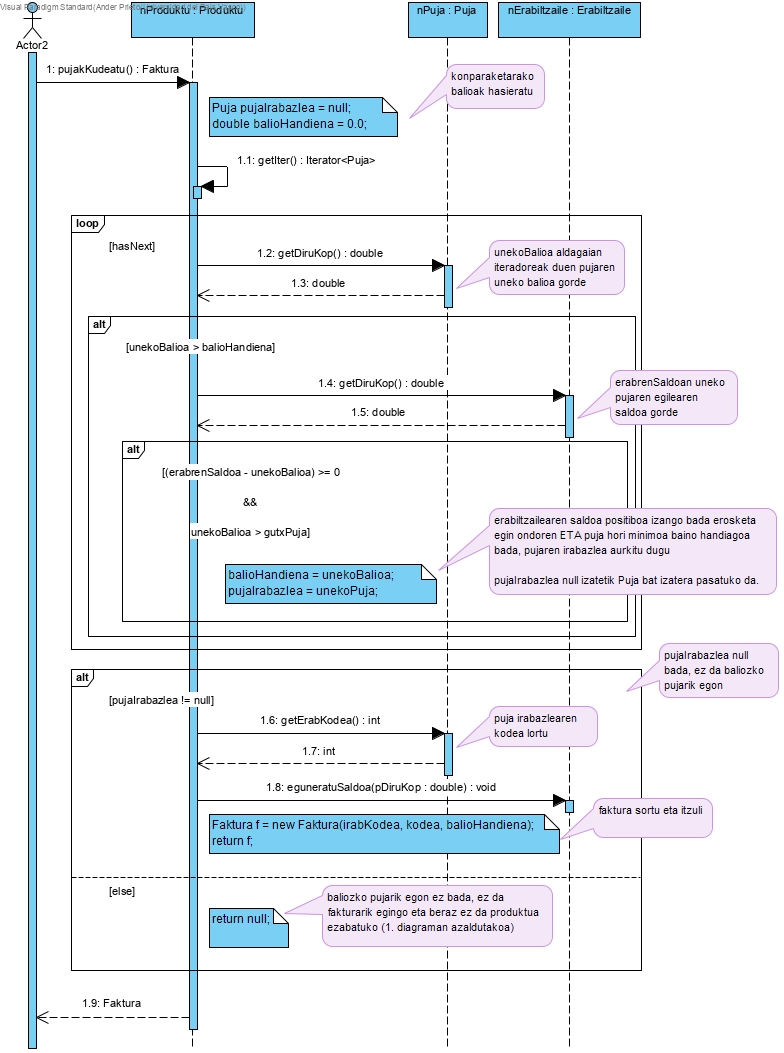 Visual Paradigm Standard(Ander Prieto
nProduktu : Produktu
nPuja : Puja
nErabiltzaile : Erabiltzaile
Actor2
1: pujakKudeatu() : Faktura
konparaketarako
balioak hasieratu
Puja pujaIrabazlea = null;
double balioHandiena = 0.0;
1.1: getIter() : Iterator<Puja>
loop
[hasNext]
1.2: getDiruKop() : double
unekoBalioa aldagaian
iteradoreak duen pujaren
uneko balioa gorde
1.3: double
alt
[unekoBalioa > balioHandiena]
1.4: getDiruKop() : double
erabrenSaldoan uneko
pujaren egilearen
saldoa gorde
1.5: double
alt
[(erabrenSaldoa - unekoBalioa) >= 0
&&
unekoBalioa > gutxPuja]
erabiltzailearen saldoa positiboa izango bada erosketa
egin ondoren ETA puja hori minimoa baino handiagoa
bada, pujaren irabazlea aurkitu dugu
pujaIrabazlea null izatetik Puja bat izatera pasatuko da.
balioHandiena = unekoBalioa;
pujaIrabazlea = unekoPuja;
alt
pujaIrabazlea null
bada, ez da baliozko
pujarik egon
[pujaIrabazlea != null]
1.6: getErabKodea() : int
puja irabazlearen
kodea lortu
1.7: int
1.8: eguneratuSaldoa(pDiruKop : double) : void
faktura sortu eta itzuli
Faktura f = new Faktura(irabKodea, kodea, balioHandiena);
return f;
[else]
baliozko pujarik egon ez bada, ez da
fakturarik egingo eta beraz ez da produktua
ezabatuko (1. diagraman azaldutakoa)
return null;
1.9: Faktura